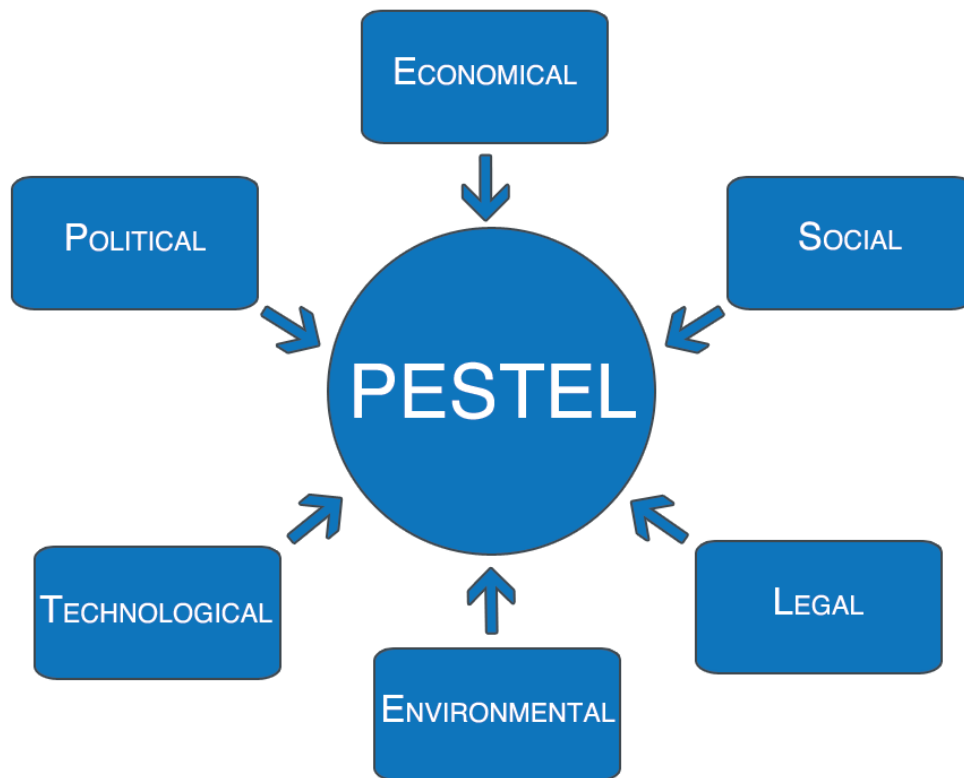 Economical
Political
Social
PESTEL
Technological
Legal
Environmental